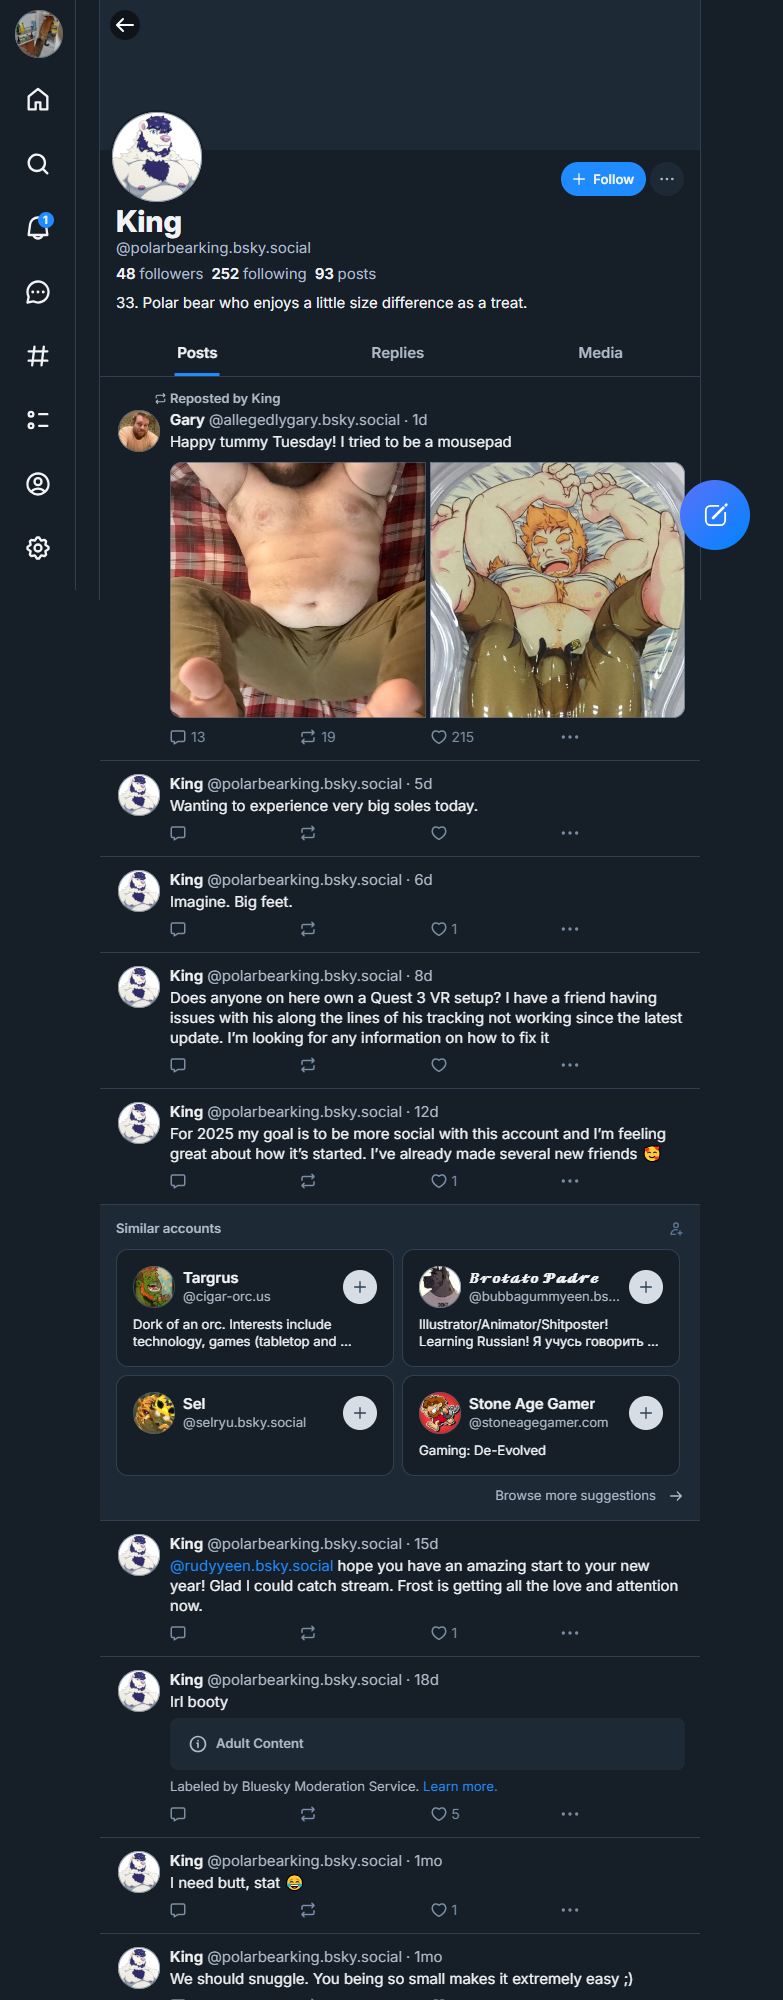 1
+ Follow
King
@polarbearking.bsky.social
48 followers 252 following 93 posts
33. Polar bear who enjoys a little size difference as a treat.
Posts
Replies
Media
Reposted by King
Gary @allegedlygary.bsky.social · 1d
Happy tummy Tuesday! I tried to be a mousepad
13
19
215
King @polarbearking.bsky.social · 5d
Wanting to experience very big soles today.
King @polarbearking.bsky.social · 6d
Imagine. Big feet.
1
King @polarbearking.bsky.social · 8d
Does anyone on here own a Quest 3 VR setup? I have a friend having
issues with his along the lines of his tracking not working since the latest
update. I'm looking for any information on how to fix it
King @polarbearking.bsky.social · 12d
For 2025 my goal is to be more social with this account and I'm feeling
great about how it's started. I've already made several new friends 🥰
1
Similar accounts
Targrus
@cigar-orc.us
Dork of an orc. Interests include
technology, games (tabletop and ...
𝓑𝓻𝓸𝓽𝓪𝓽𝓸 𝓟𝓪𝓭𝓻𝓮
@bubbagummyeen.bs...
Illustrator/Animator/Shitposter!
Learning Russian! Я учусь говорить ...
Sel
@selryu.bsky.social
Stone Age Gamer
@stoneagegamer.com
Gaming: De-Evolved
Browse more suggestions →
King @polarbearking.bsky.social · 15d
@rudyyeen.bsky.social hope you have an amazing start to your new
year! Glad I could catch stream. Frost is getting all the love and attention
now.
1
King @polarbearking.bsky.social · 18d
Irl booty
Adult Content
Labeled by Bluesky Moderation Service. Learn more.
5
King @polarbearking.bsky.social · 1mo
I need butt, stat 😂
1
King @polarbearking.bsky.social · 1mo
We should snuggle. You being so small makes it extremely easy ;)